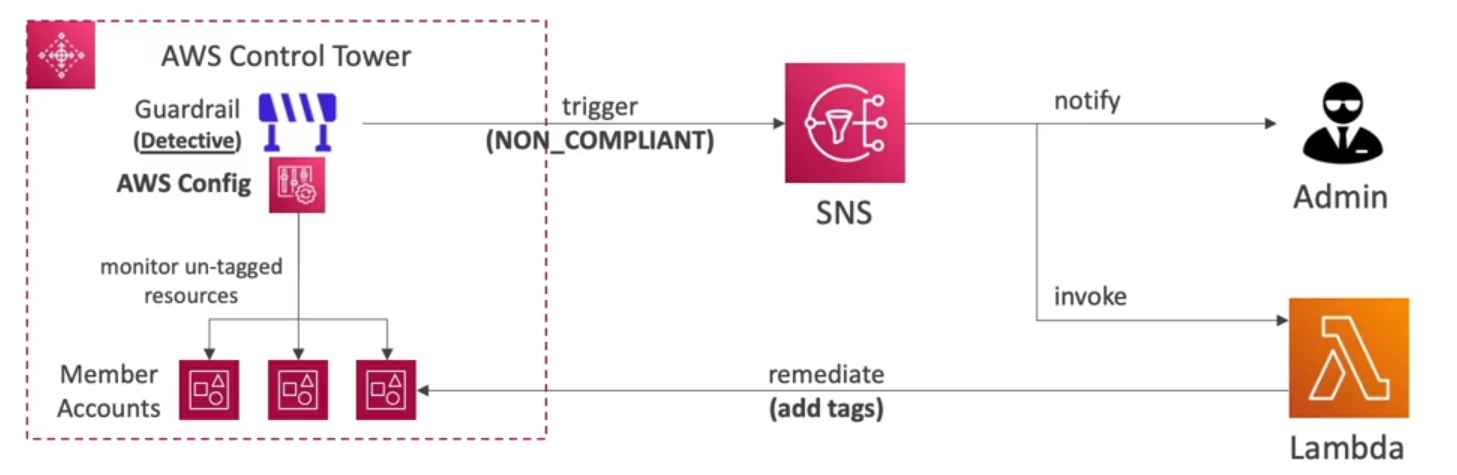 AWS Control Tower
Guardrail
(Detective)
AWS Config
monitor un-tagged
resources
Member
Accounts
trigger
(NON_COMPLIANT)
SNS
notify
Admin
invoke
remediate
(add tags)
Lambda